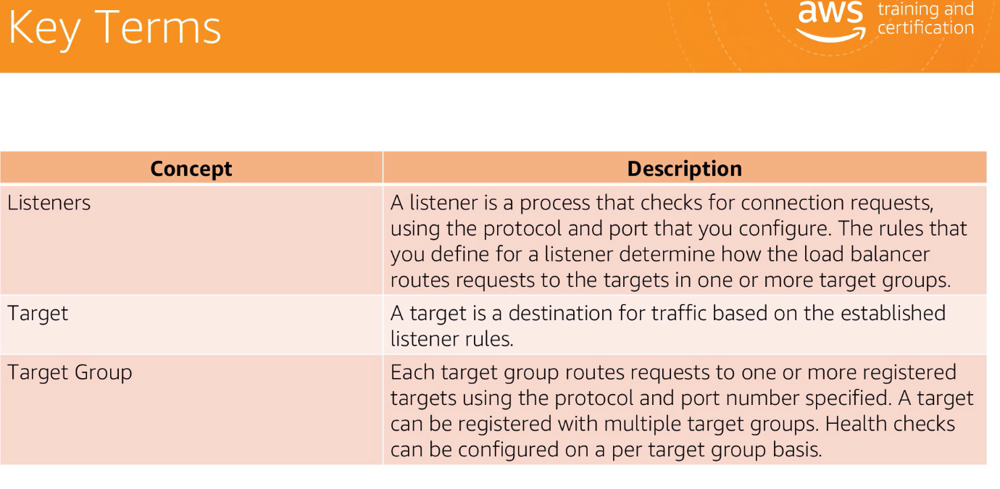 Key Terms
aws training and
certification
Concept Description
Listeners
A listener is a process that checks for connection requests,
using the protocol and port that you configure. The rules that
you define for a listener determine how the load balancer
routes requests to the targets in one or more target groups.
Target
A target is a destination for traffic based on the established
listener rules.
Target Group
Each target group routes requests to one or more registered
targets using the protocol and port number specified. A target
can be registered with multiple target groups. Health checks
can be configured on a per target group basis.